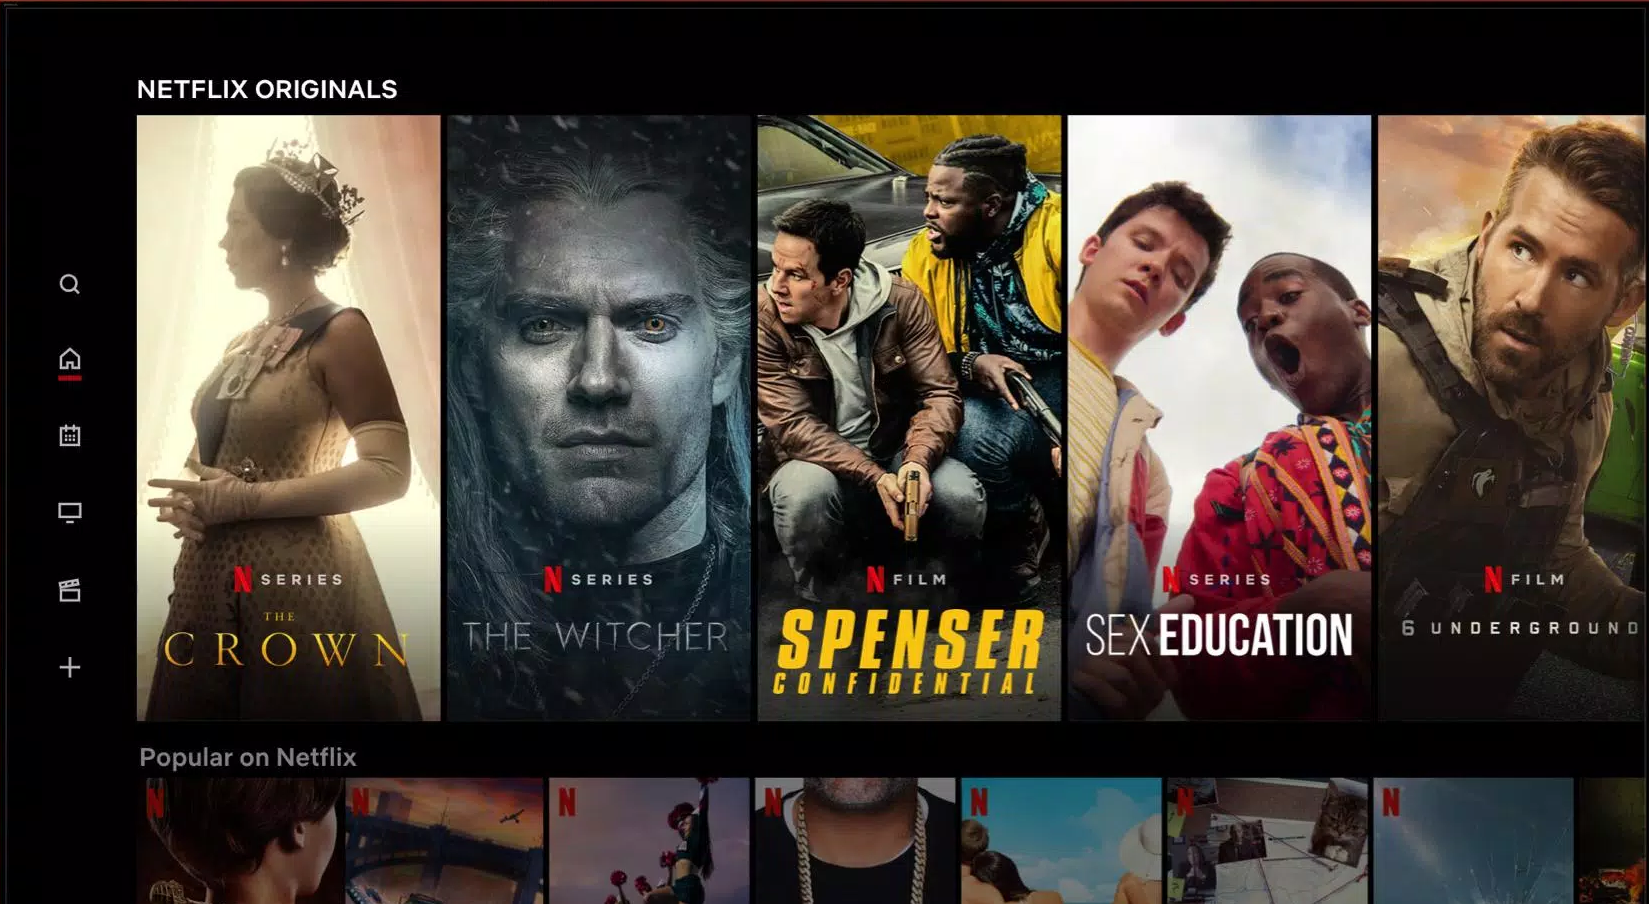 NETFLIX ORIGINALS
N SERIES
THE
CROWN
N SERIES
THE WITCHER
N FILM
SPENSER
CONFIDENTIAL
N SERIES
SEX EDUCATION
N FILM
6 UNDERGROUND
Popular on Netflix
N
N
N
N
N
N
N